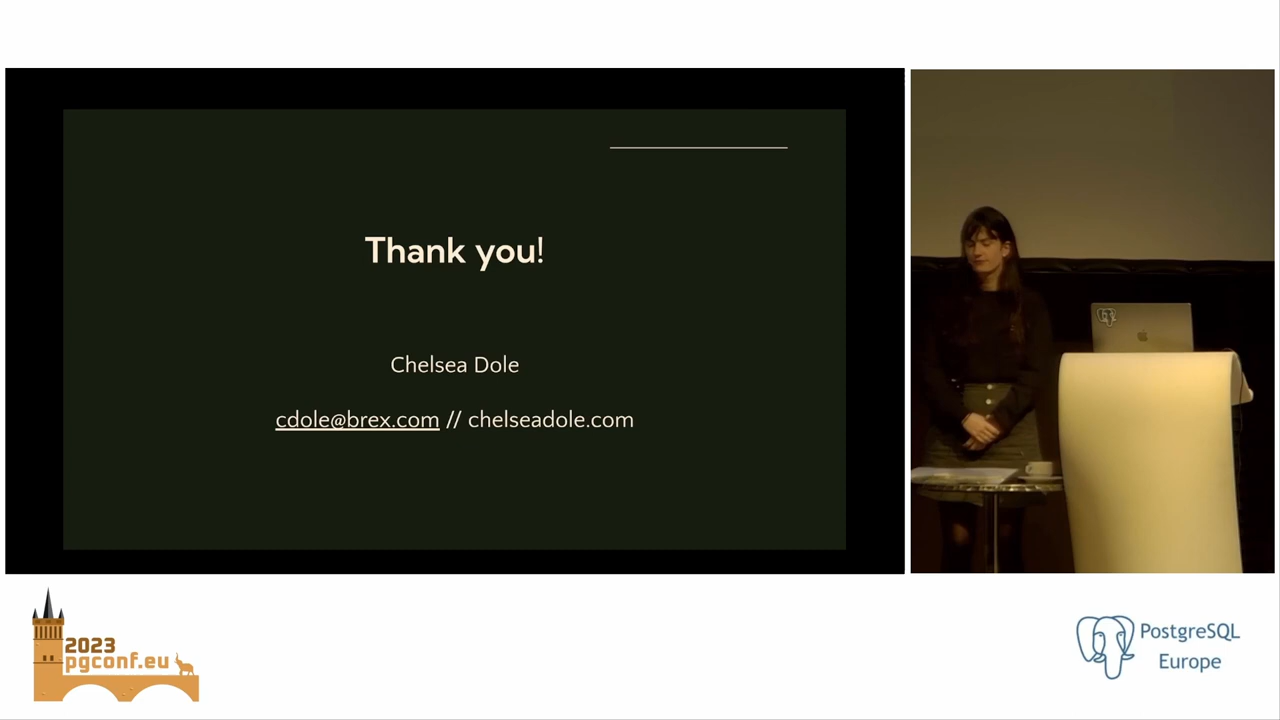 Thank you!
Chelsea Dole
cdole@brex.com // chelseadole.com
2023
pgconf.eu
PostgreSQL
Europe